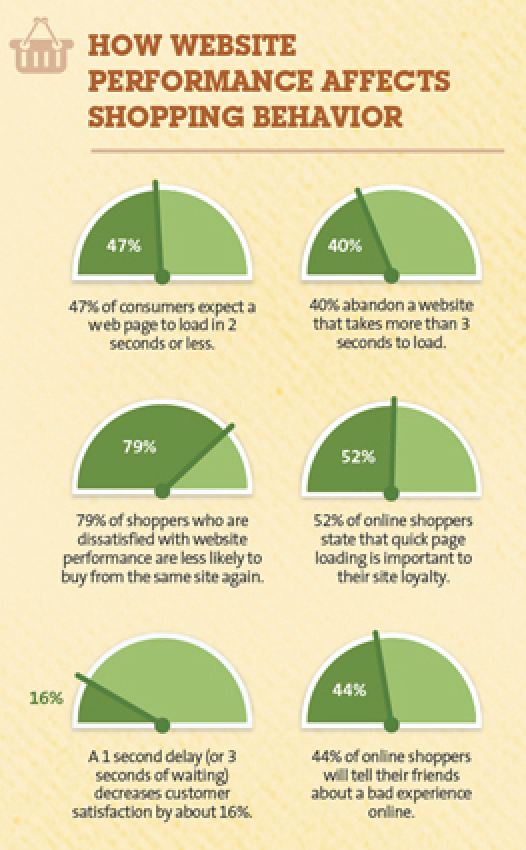 HOW WEBSITE
PERFORMANCE AFFECTS
SHOPPING BEHAVIOR
47%
47% of consumers expect a
web page to load in 2
seconds or less.
40%
40% abandon a website
that takes more than 3
seconds to load.
79%
79% of shoppers who are
dissatisfied with website
performance are less likely to
buy from the same site again.
52%
52% of online shoppers
state that quick page
loading is important to
their site loyalty.
16%
A 1 second delay (or 3
seconds of waiting)
decreases customer
satisfaction by about 16%.
44%
44% of online shoppers
will tell their friends
about a bad experience
online.